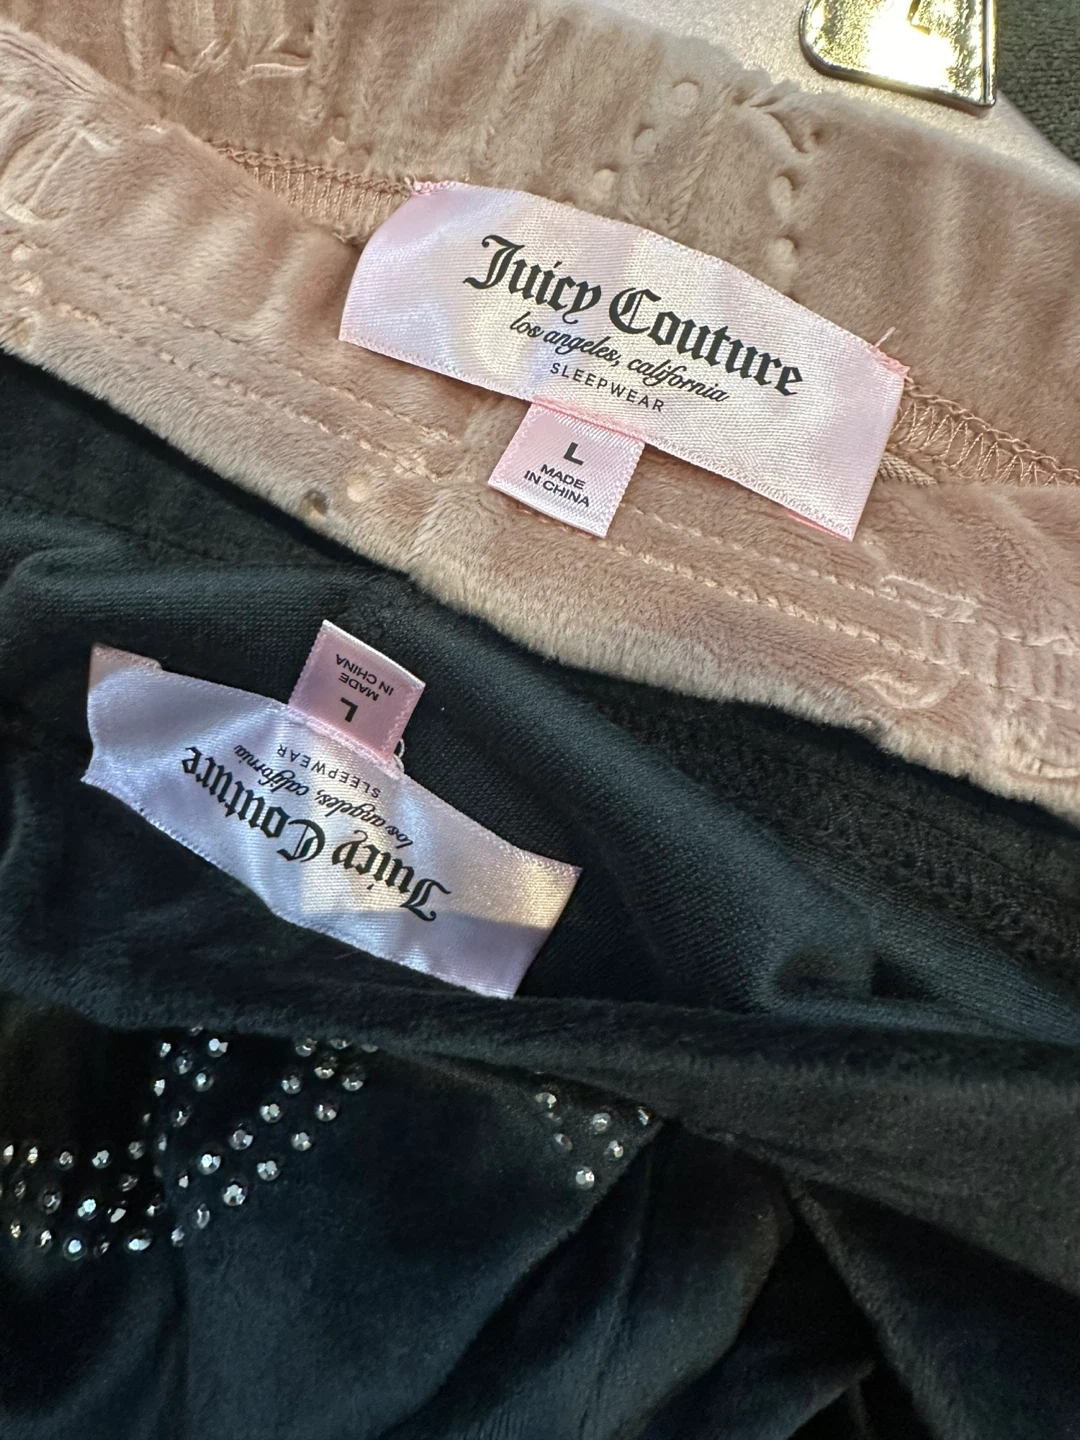 Juicy Couture
los angeles, california
SLEEPWEAR
L
MADE
IN CHINA
Juicy Couture
los angeles, california
SLEEPWEAR
L
MADE
IN CHINA